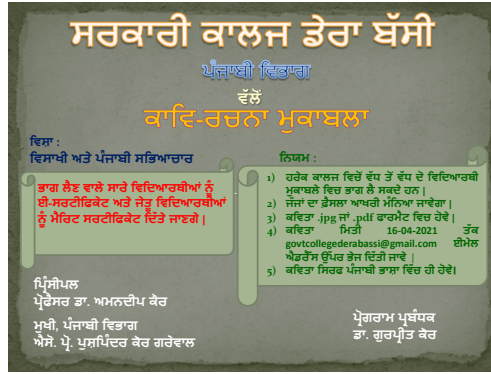 ਸਰਕਾਰੀ ਕਾਲਜ ਡੇਰਾ ਬੱਸੀ
ਪੰਜਾਬੀ ਵਿਭਾਗ
ਵੱਲੋਂ
ਕਾਵਿ-ਰਚਨਾ ਮੁਕਾਬਲਾ
ਵਿਸ਼ਾ :
ਵਿਸਾਖੀ ਅਤੇ ਪੰਜਾਬੀ ਸਭਿਆਚਾਰ
ਭਾਗ ਲੈਣ ਵਾਲੇ ਸਾਰੇ ਵਿਦਿਆਰਥੀਆਂ ਨੂੰ
ਈ-ਸਰਟੀਫਿਕੇਟ ਅਤੇ ਜੇਤੂ ਵਿਦਿਆਰਥੀਆਂ
ਨੂੰ ਮੈਰਿਟ ਸਰਟੀਫਿਕੇਟ ਦਿੱਤੇ ਜਾਣਗੇ |
ਨਿਯਮ :
1) ਹਰੇਕ ਕਾਲਜ ਵਿਚੋਂ ਵੱਧ ਤੋਂ ਵੱਧ ਦੋ ਵਿਦਿਆਰਥੀ
ਮੁਕਾਬਲੇ ਵਿਚ ਭਾਗ ਲੈ ਸਕਦੇ ਹਨ |
2) ਜੱਜਾਂ ਦਾ ਫ਼ੈਸਲਾ ਆਖਰੀ ਮੰਨਿਆ ਜਾਵੇਗਾ |
3) ਕਵਿਤਾ .jpg ਜਾਂ .pdf ਫਾਰਮੈਟ ਵਿਚ ਹੋਵੇ |
4) ਕਵਿਤਾ ਮਿਤੀ 16-04-2021 ਤੱਕ
govtcollegederabassi@gmail.com ਈਮੇਲ
ਐਡਰੈੱਸ ਉੱਪਰ ਭੇਜ ਦਿੱਤੀ ਜਾਵੇ |
5) ਕਵਿਤਾ ਸਿਰਫ ਪੰਜਾਬੀ ਭਾਸ਼ਾ ਵਿੱਚ ਹੀ ਹੋਵੇ।
ਪ੍ਰਿੰਸੀਪਲ
ਪ੍ਰੋਫੈਸਰ ਡਾ. ਅਮਨਦੀਪ ਕੌਰ
ਮੁਖੀ, ਪੰਜਾਬੀ ਵਿਭਾਗ
ਐਸੋ. ਪ੍ਰੋ. ਪੁਸ਼ਪਿੰਦਰ ਕੌਰ ਗਰੇਵਾਲ
ਪ੍ਰੋਗਰਾਮ ਪ੍ਰਬੰਧਕ
ਡਾ. ਗੁਰਪ੍ਰੀਤ ਕੌਰ